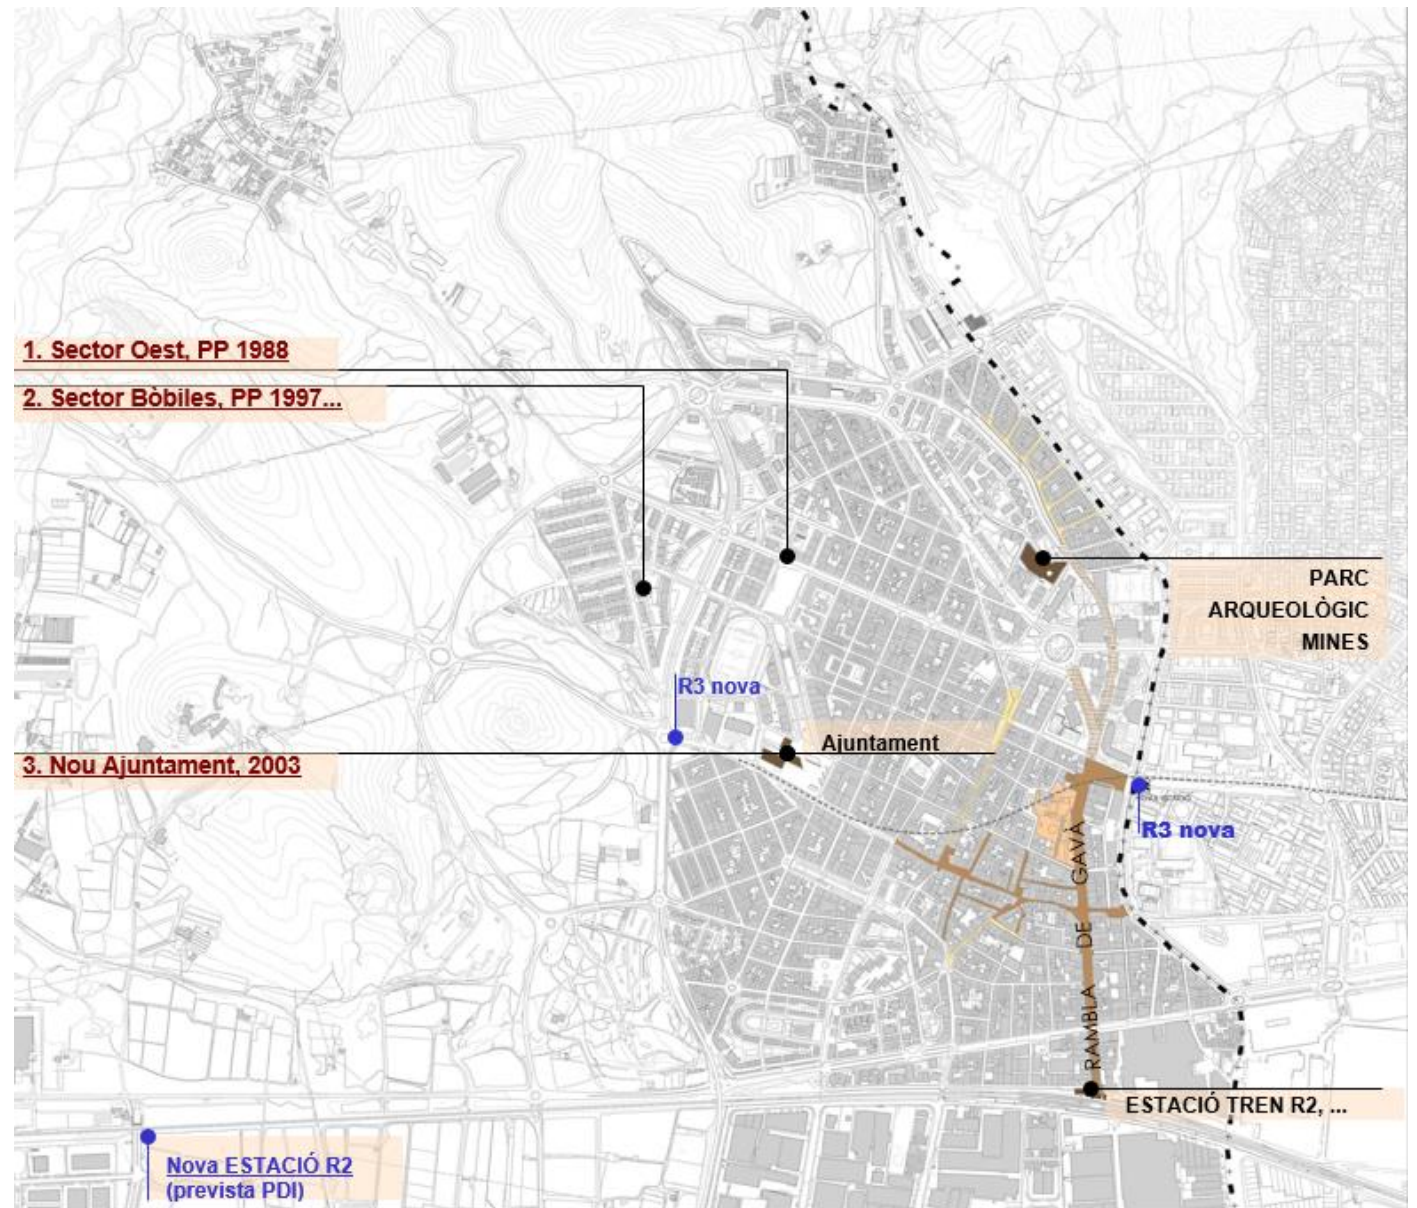 1. Sector Oest, PP 1988
2. Sector Bòbiles, PP 1997...
PARC
ARQUEOLÒGIC
MINES
R3 nova
Ajuntament
3. Nou Ajuntament, 2003
R3 nova
RAMBLA DE GAVÀ
ESTACIÓ TREN R2, ...
Nova ESTACIÓ R2
(prevista PDI)